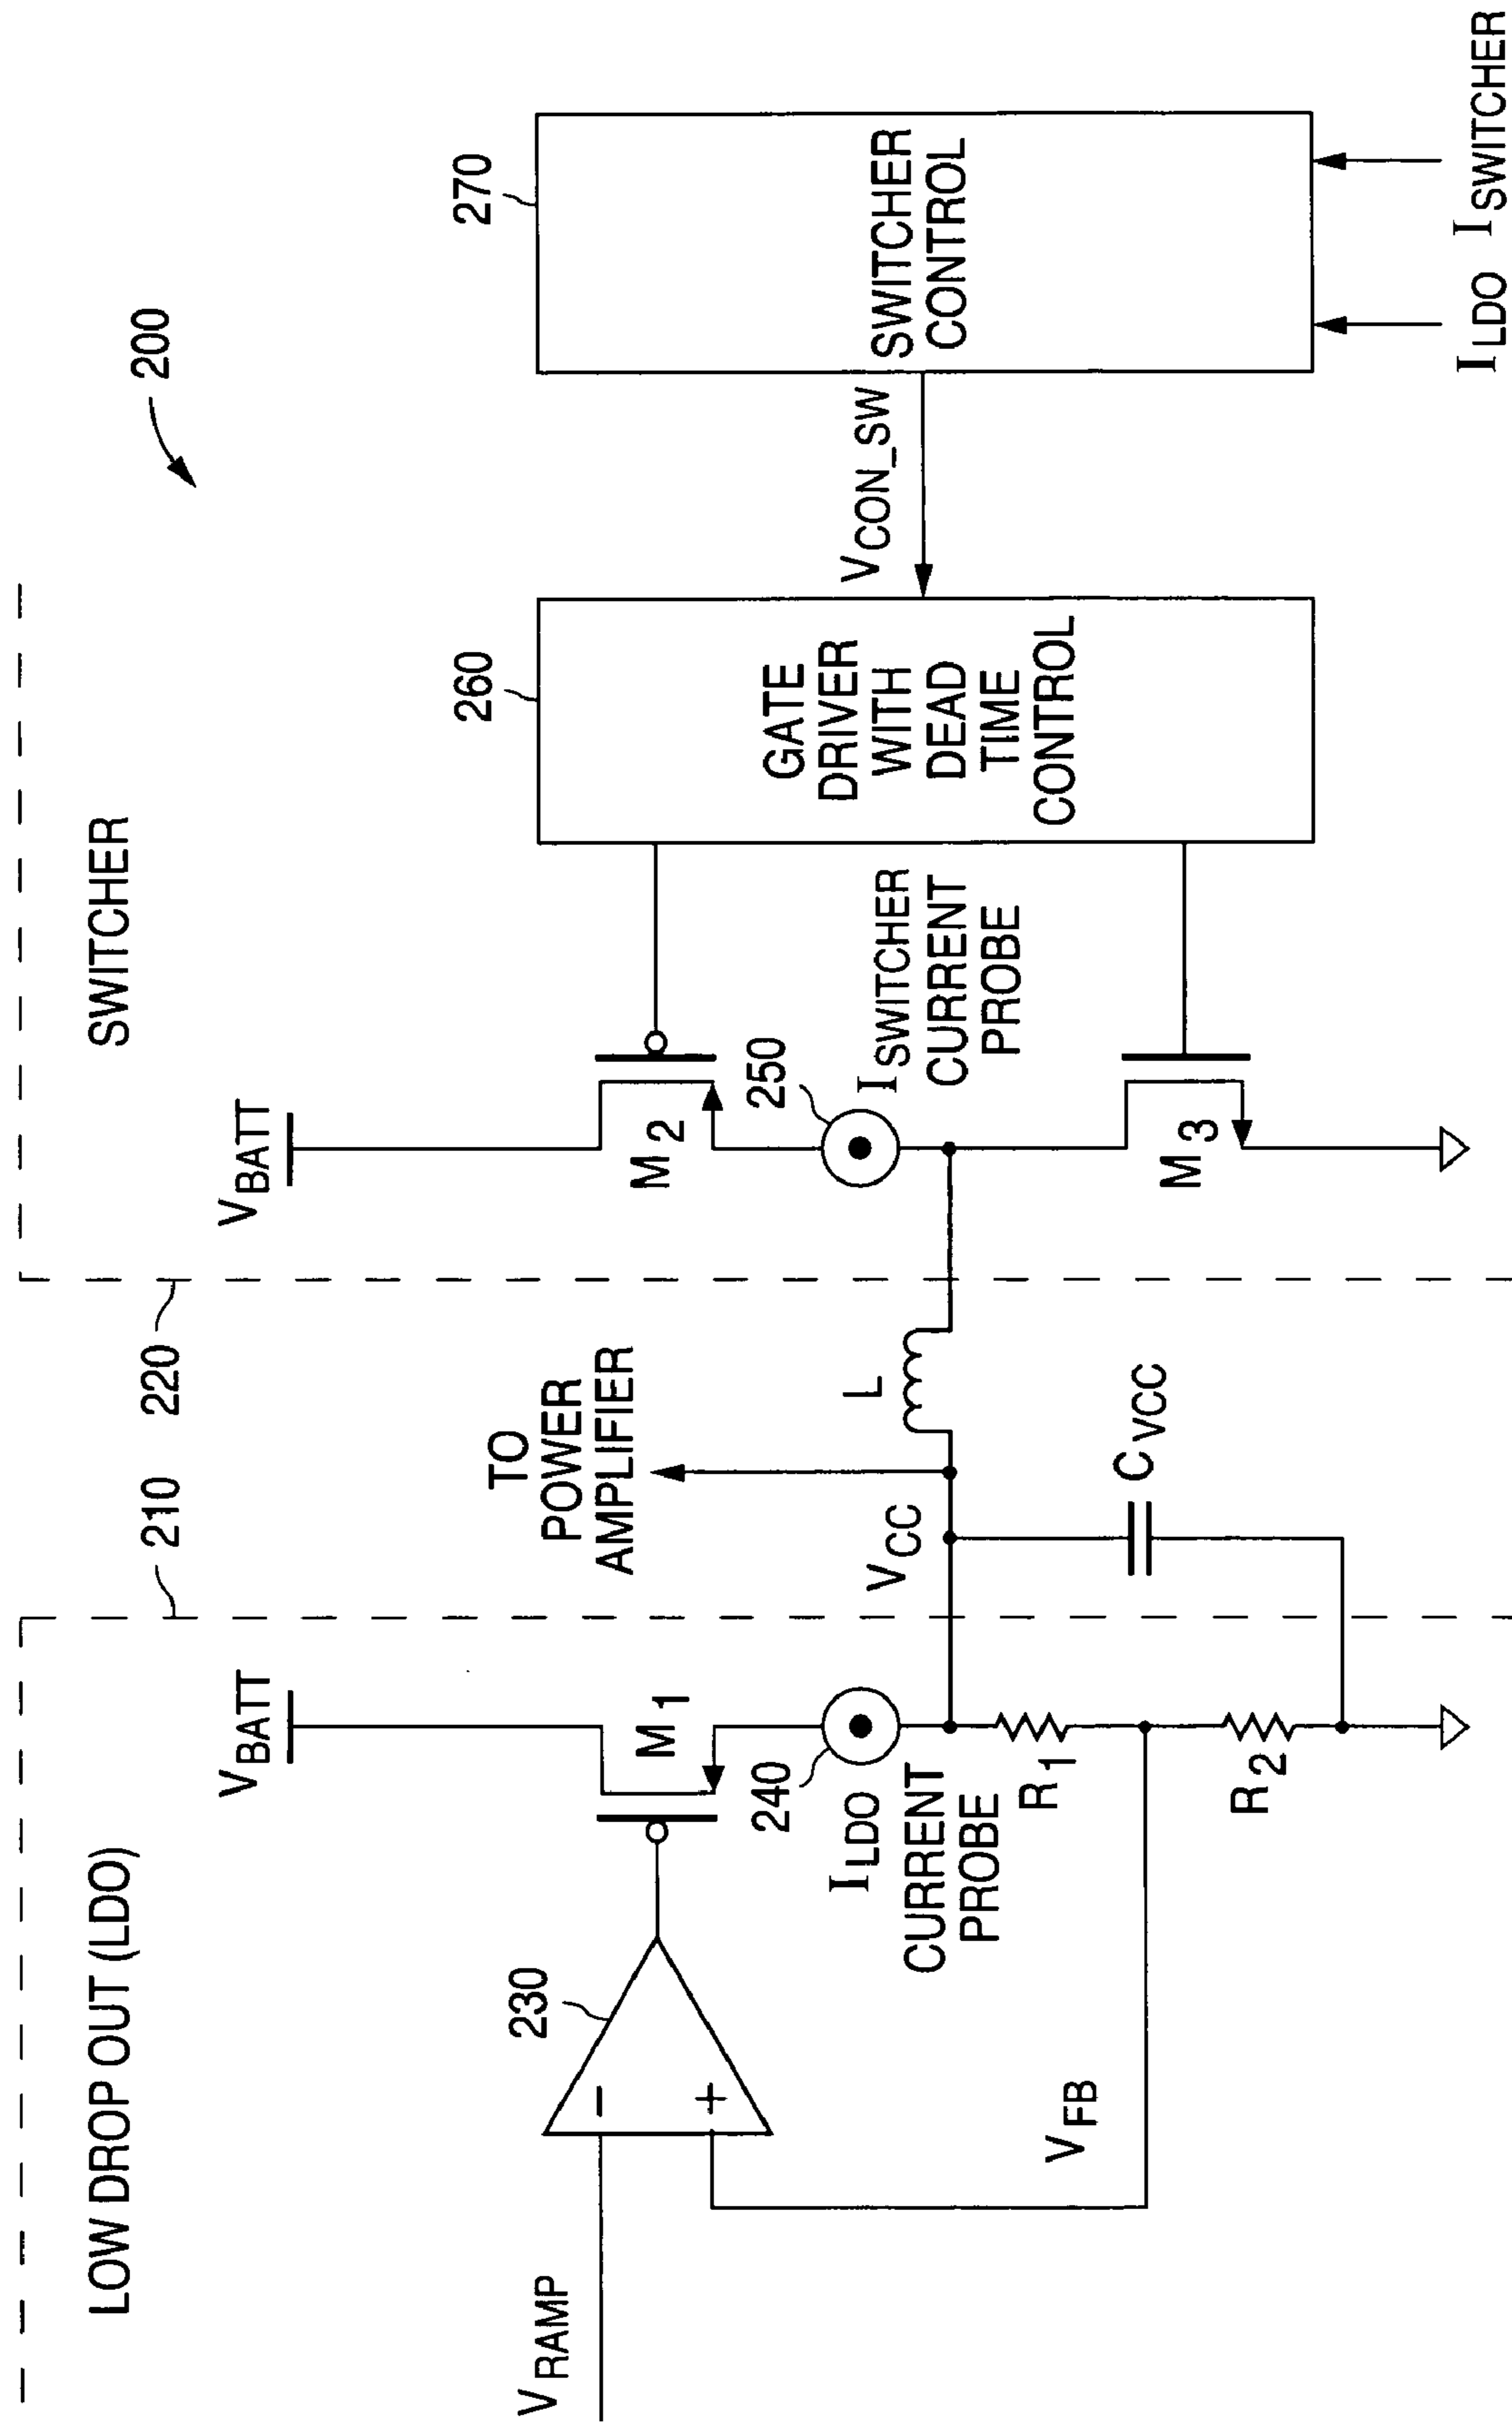 200
LOW DROP OUT (LDO)
210
220
SWITCHER
V BATT
V RAMP
230
−
+
M 1
240
I LDO
CURRENT
PROBE
V FB
R 1
R 2
V CC
TO
POWER
AMPLIFIER
L
C VCC
V BATT
M 2
250
I SWITCHER
CURRENT
PROBE
M 3
260
GATE
DRIVER
WITH
DEAD
TIME
CONTROL
V CON_SW
270
SWITCHER
CONTROL
I LDO
I SWITCHER